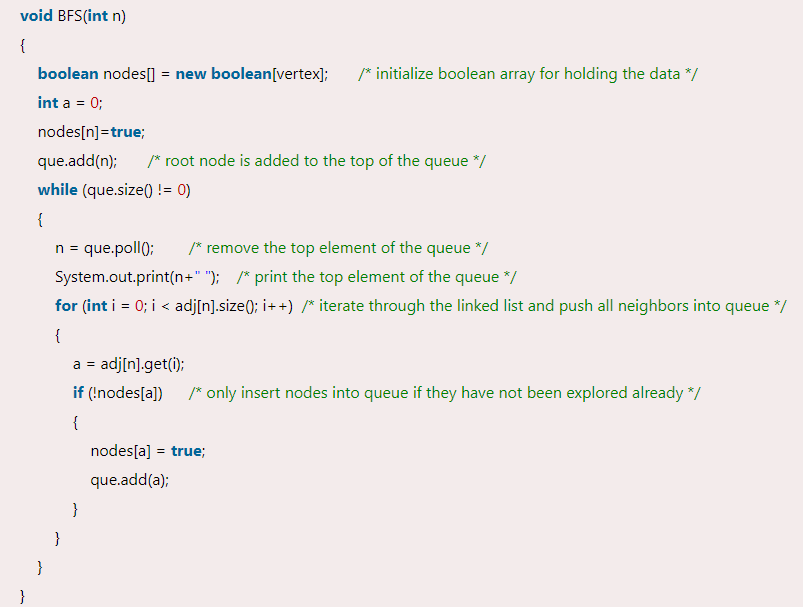 void BFS(int n)
{
boolean nodes[] = new boolean[vertex]; /* initialize boolean array for holding the data */
int a = 0;
nodes[n]=true;
que.add(n); /* root node is added to the top of the queue */
while (que.size() != 0)
{
n = que.poll(); /* remove the top element of the queue */
System.out.print(n+" "); /* print the top element of the queue */
for (int i = 0; i < adj[n].size(); i++) /* iterate through the linked list and push all neighbors into queue */
{
a = adj[n].get(i);
if (!nodes[a]) /* only insert nodes into queue if they have not been explored already */
{
nodes[a] = true;
que.add(a);
}
}
}
}